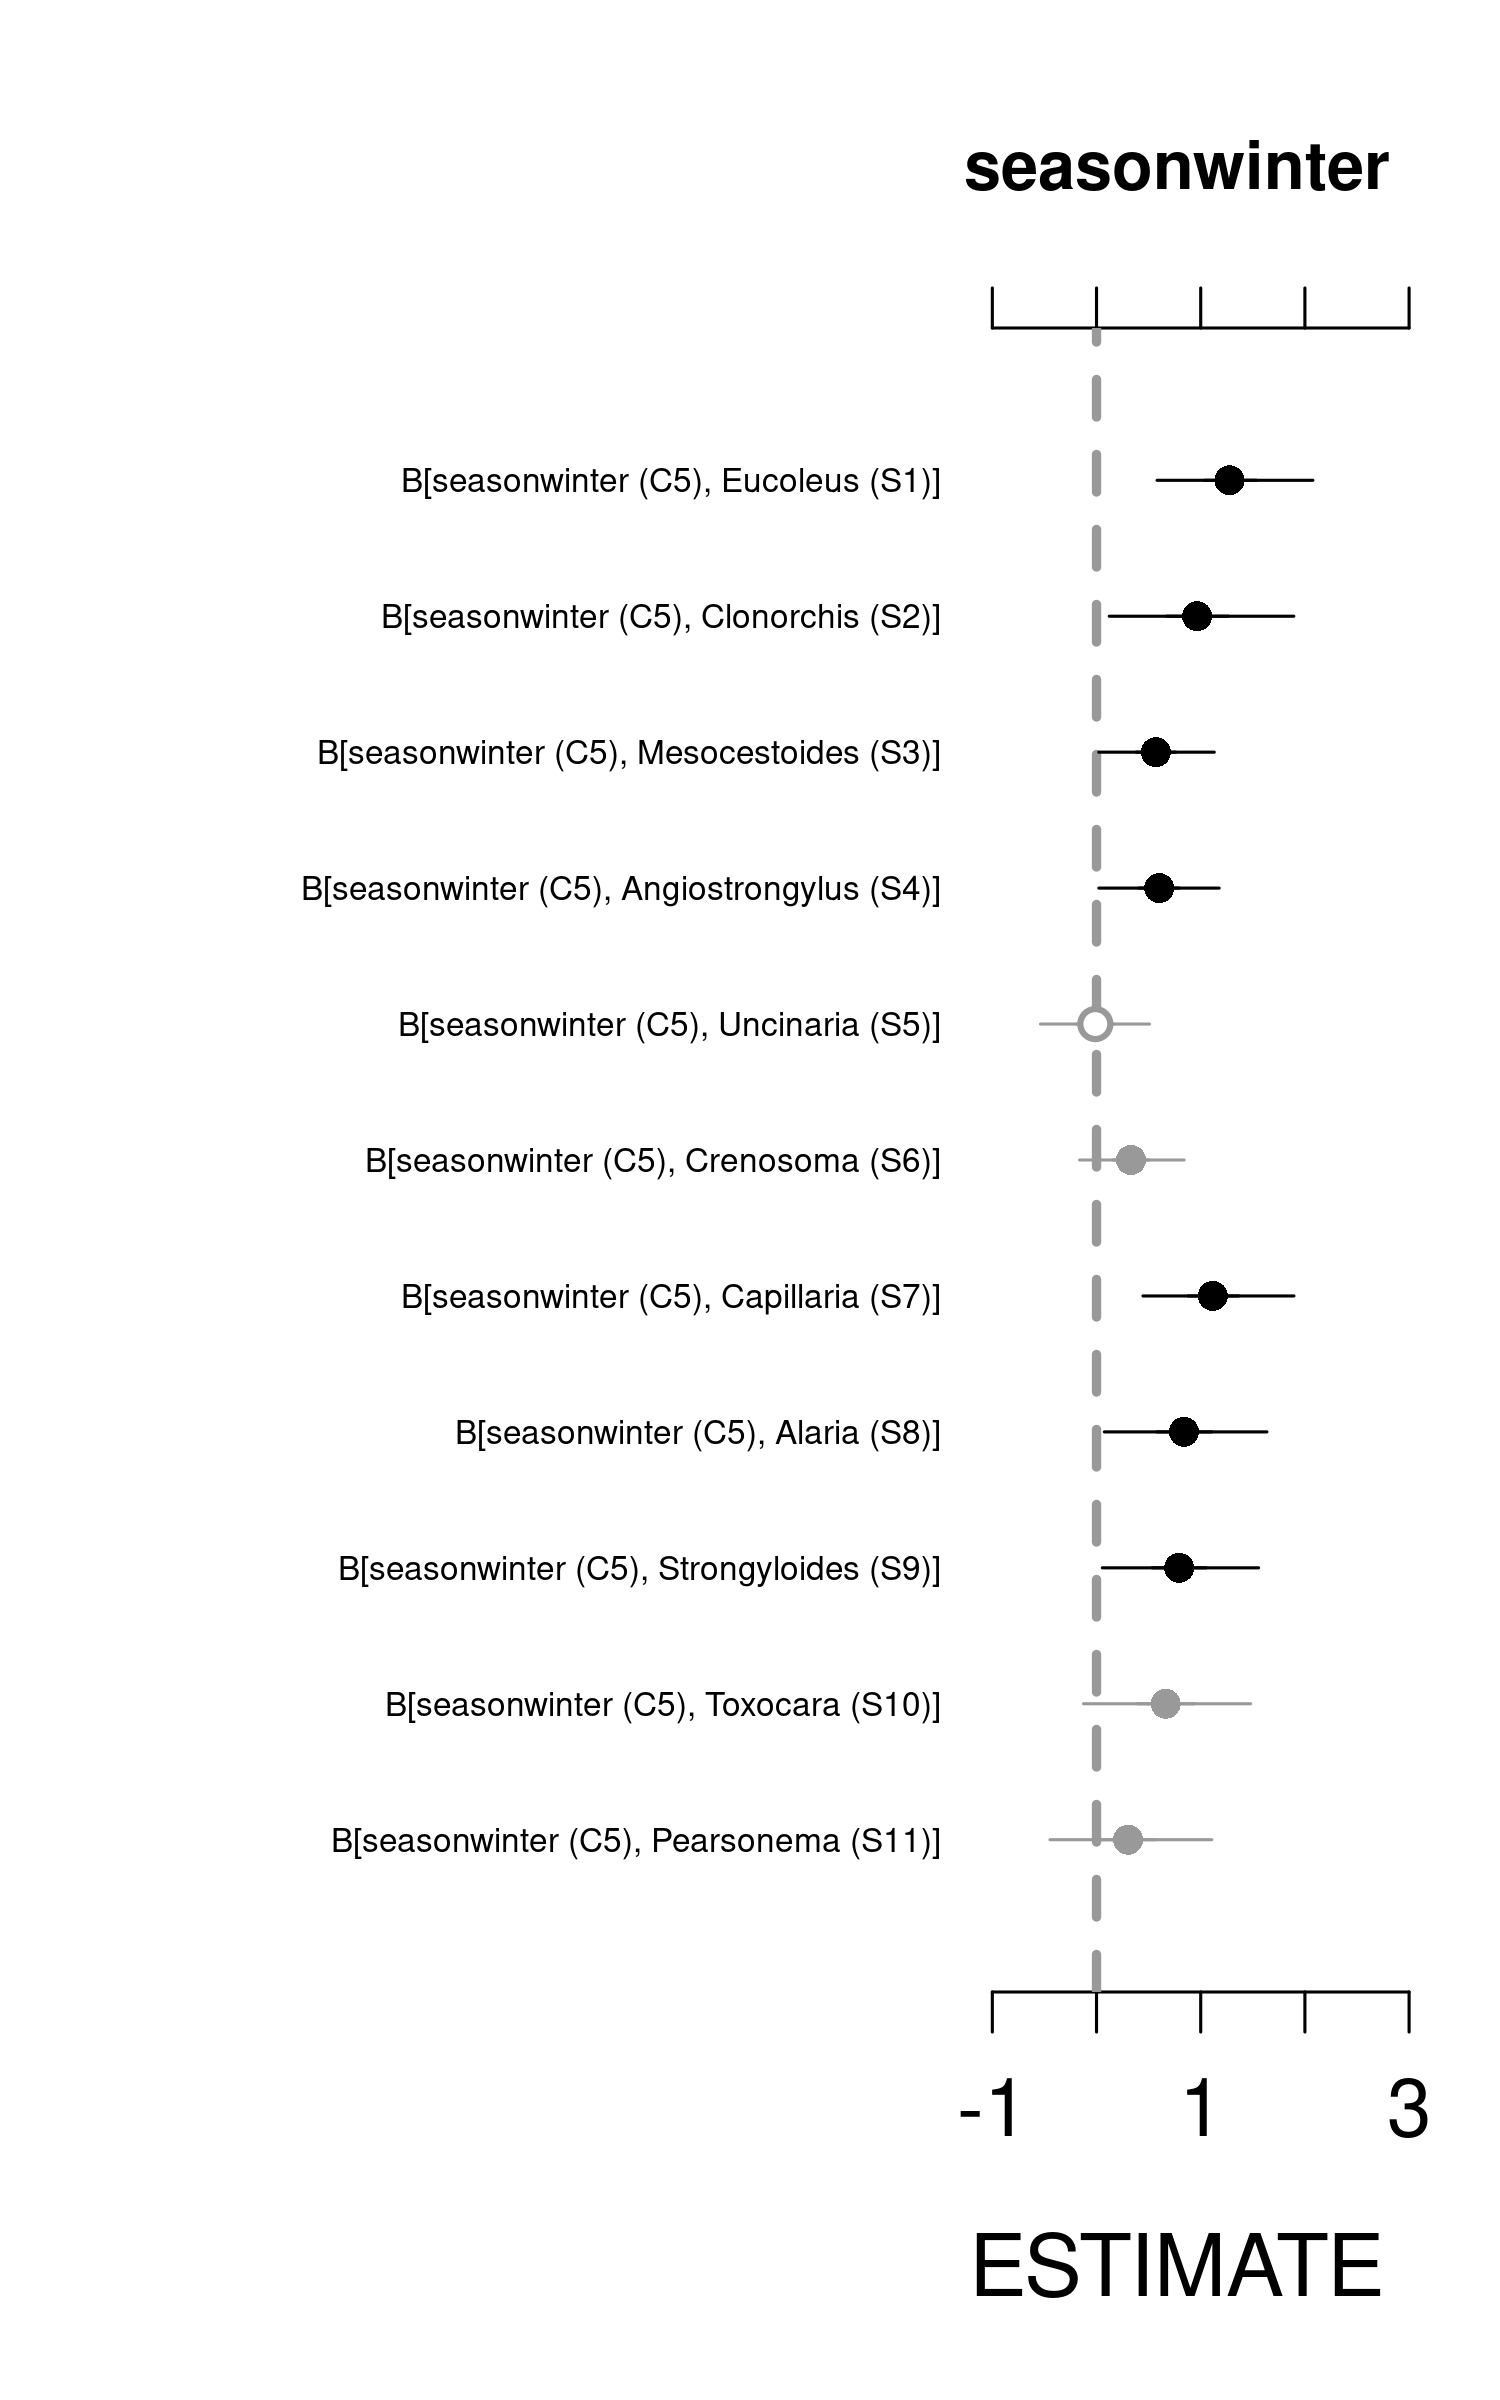 seasonwinter
B[seasonwinter (C5), Eucoleus (S1)]
B[seasonwinter (C5), Clonorchis (S2)]
B[seasonwinter (C5), Mesocestoides (S3)]
B[seasonwinter (C5), Angiostrongylus (S4)]
B[seasonwinter (C5), Uncinaria (S5)]
B[seasonwinter (C5), Crenosoma (S6)]
B[seasonwinter (C5), Capillaria (S7)]
B[seasonwinter (C5), Alaria (S8)]
B[seasonwinter (C5), Strongyloides (S9)]
B[seasonwinter (C5), Toxocara (S10)]
B[seasonwinter (C5), Pearsonema (S11)]
-1 1 3
ESTIMATE